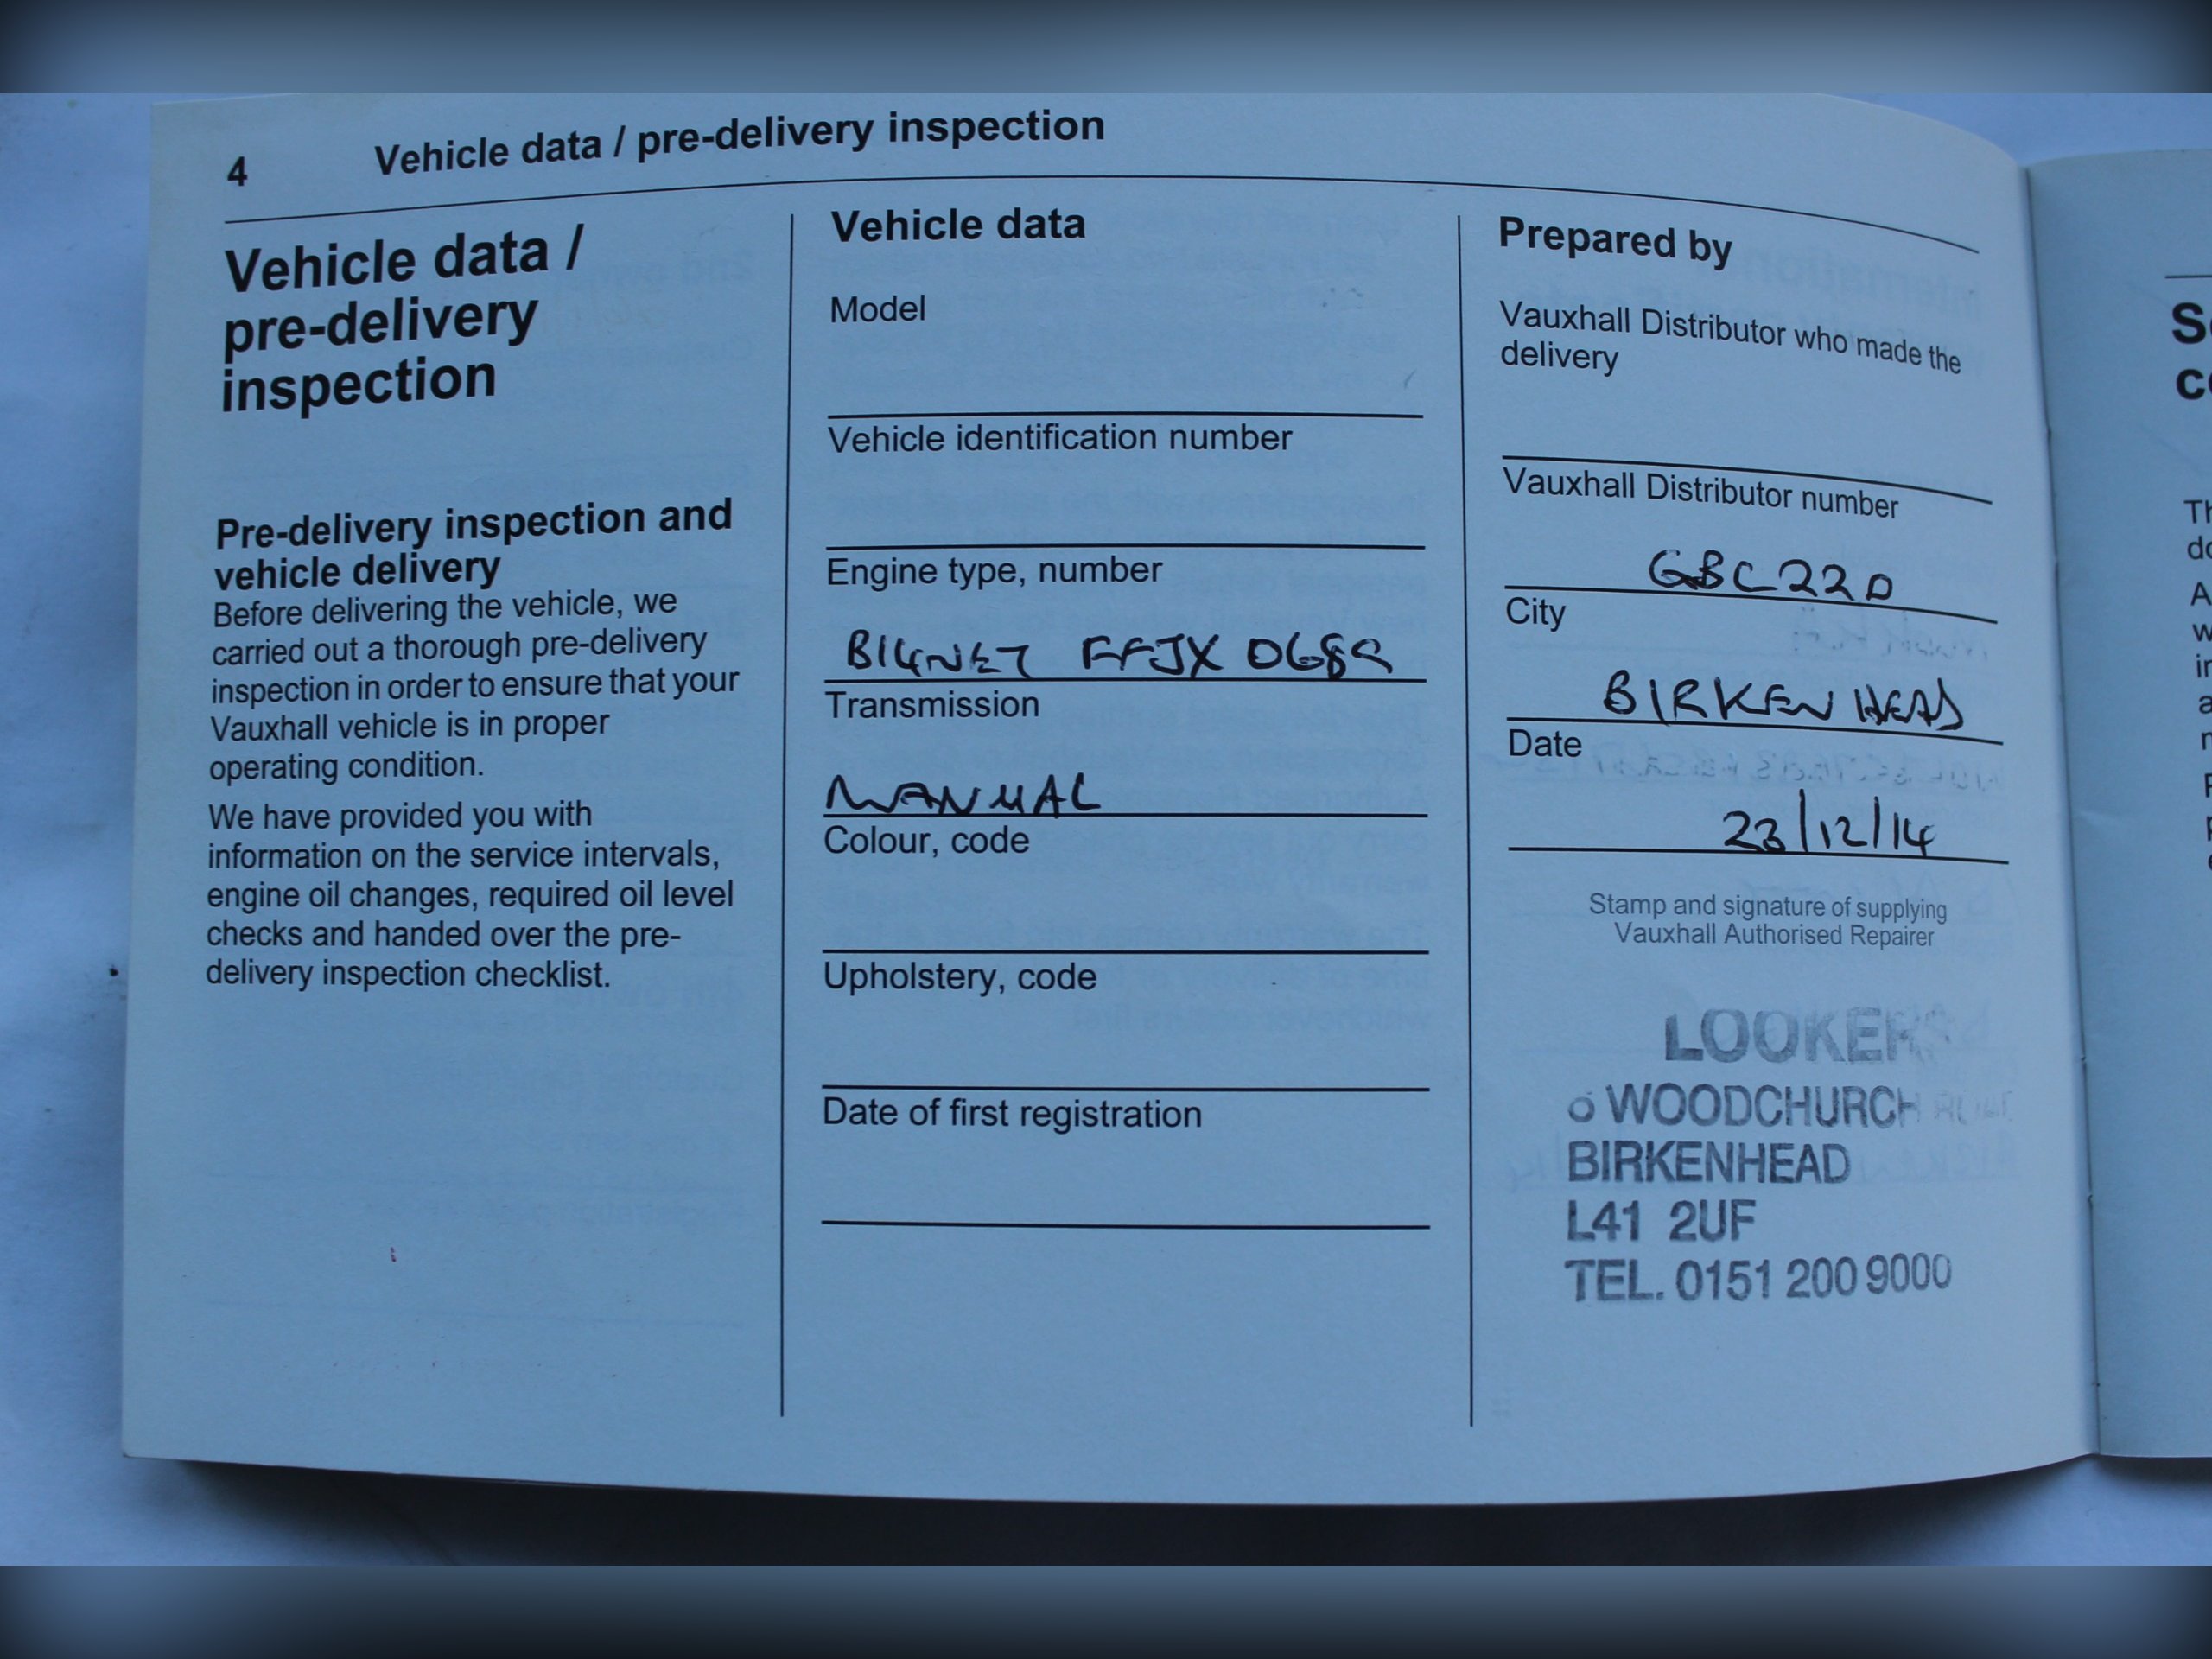 4 Vehicle data / pre-delivery inspection
Vehicle data /
pre-delivery
inspection
Pre-delivery inspection and
vehicle delivery
Before delivering the vehicle, we
carried out a thorough pre-delivery
inspection in order to ensure that your
Vauxhall vehicle is in proper
operating condition.
We have provided you with
information on the service intervals,
engine oil changes, required oil level
checks and handed over the pre-
delivery inspection checklist.
Vehicle data
Model
Vehicle identification number
Engine type, number
B14NET FFJX 0689
Transmission
MANUAL
Colour, code
Upholstery, code
Date of first registration
Prepared by
Vauxhall Distributor who made the
delivery
Vauxhall Distributor number
GBC220
City
BIRKENHEAD
Date
23/12/14
Stamp and signature of supplying
Vauxhall Authorised Repairer
LOOKER
WOODCHURCH
BIRKENHEAD
L41 2UF
TEL. 0151 200 9000